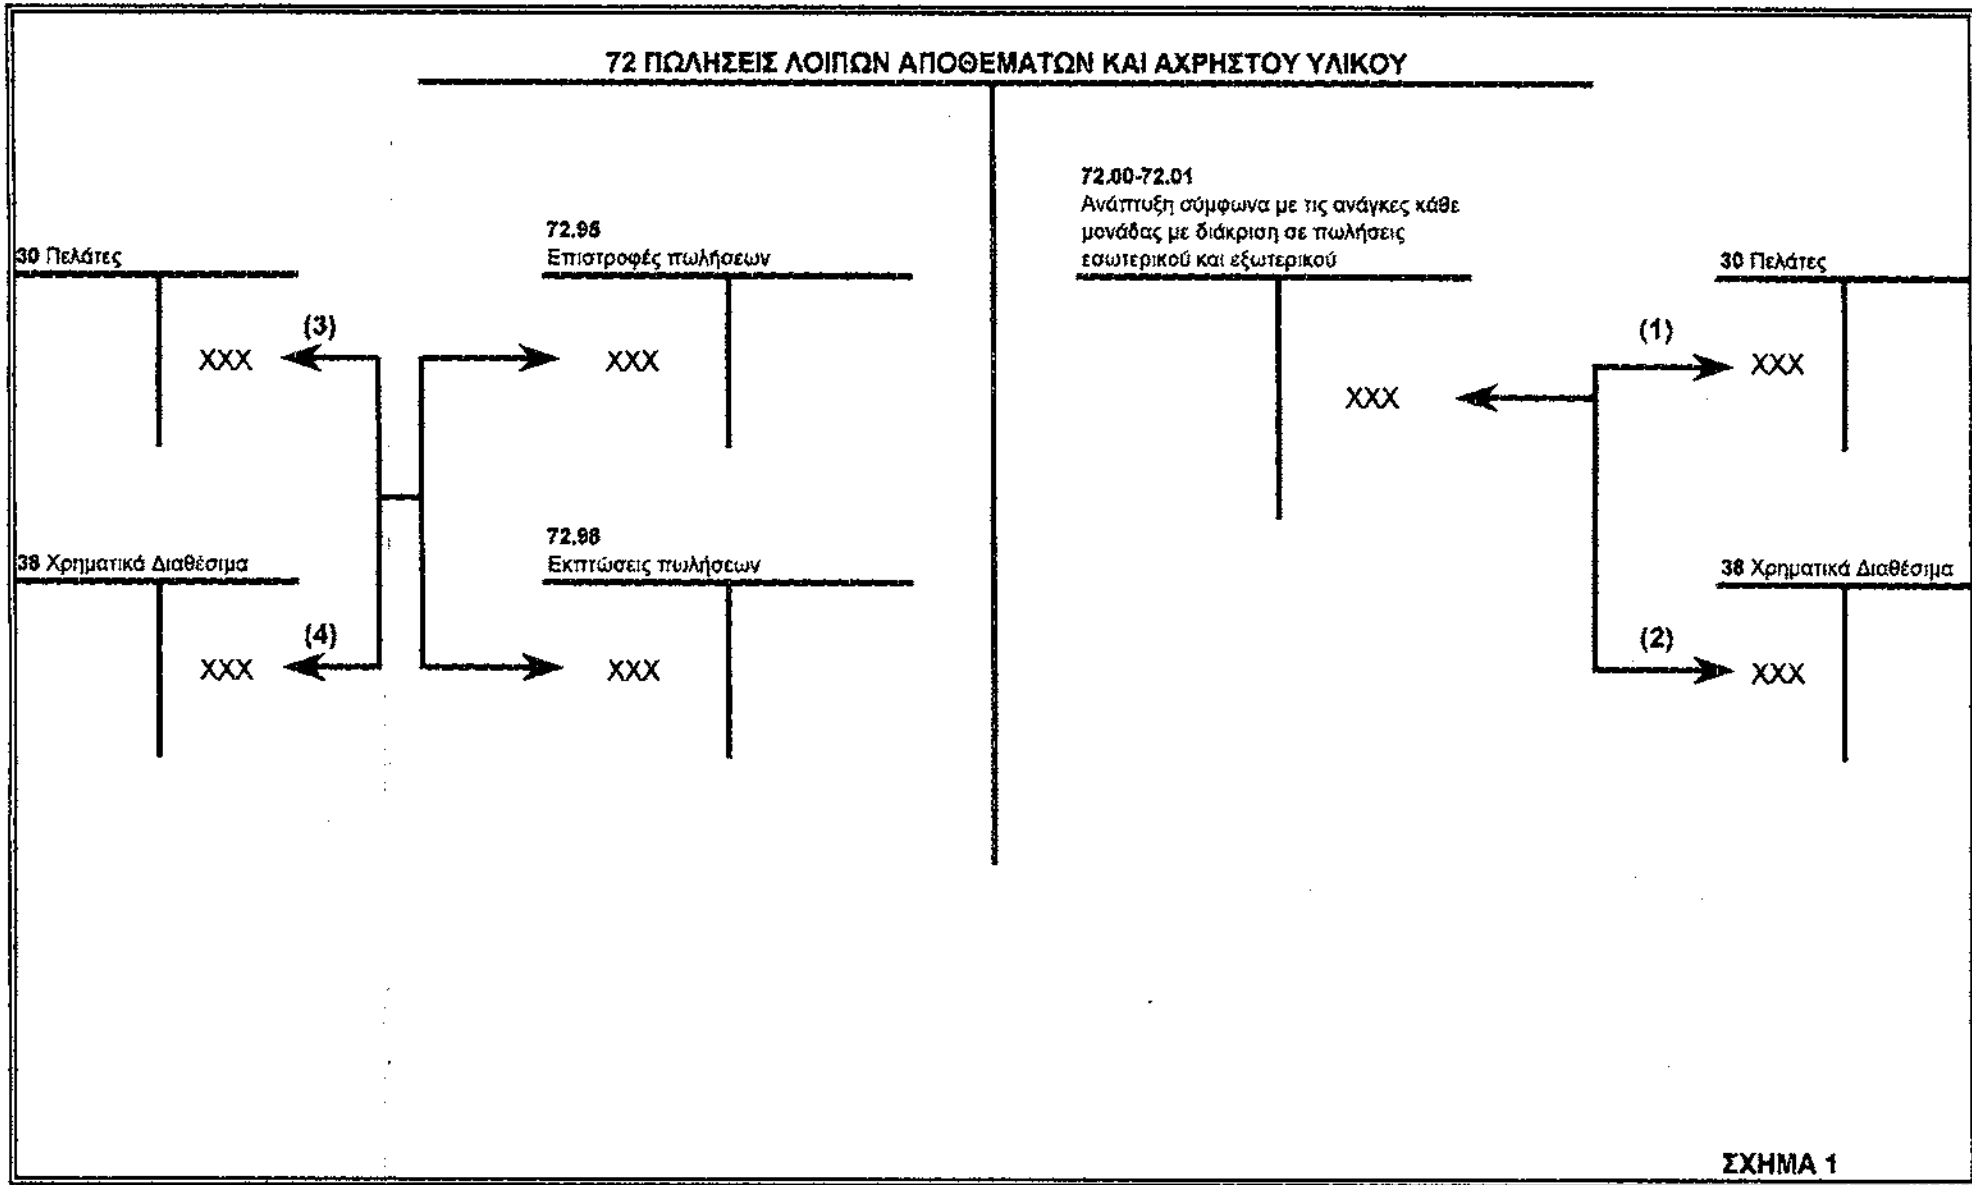 72 ΠΩΛΗΣΕΙΣ ΛΟΙΠΩΝ ΑΠΟΘΕΜΑΤΩΝ ΚΑΙ ΑΧΡΗΣΤΟΥ ΥΛΙΚΟΥ
30 Πελάτες
XXX
(3)
72.95
Επιστροφές πωλήσεων
XXX
38 Χρηματικά Διαθέσιμα
XXX
(4)
72.98
Εκπτώσεις πωλήσεων
XXX
72.00-72.01
Ανάπτυξη σύμφωνα με τις ανάγκες κάθε
μονάδας με διάκριση σε πωλήσεις
εσωτερικού και εξωτερικού
XXX
30 Πελάτες
(1)
XXX
38 Χρηματικά Διαθέσιμα
(2)
XXX
ΣΧΗΜΑ 1